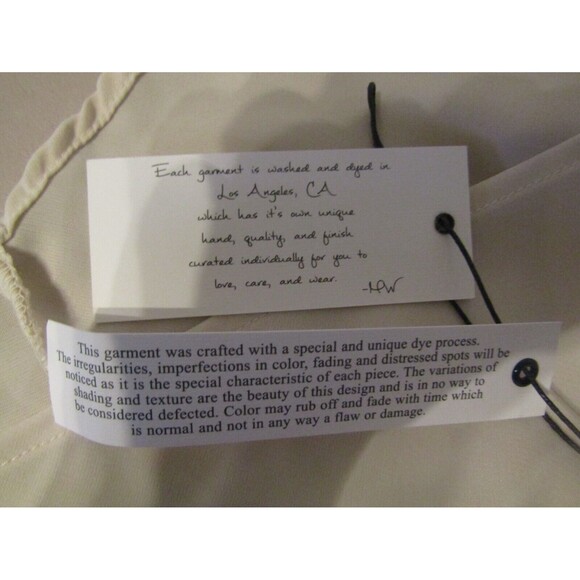 Each garment is washed and dyed in
Los Angeles, CA
which has it's own unique
hand, quality, and finish
curated individually for you to
love, care, and wear.
-MW
This garment was crafted with a special and unique dye process.
The irregularities, imperfections in color, fading and distressed spots will be
noticed as it is the special characteristic of each piece. The variations of
shading and texture are the beauty of this design and is in no way to
be considered defected. Color may rub off and fade with time which
is normal and not in any way a flaw or damage.